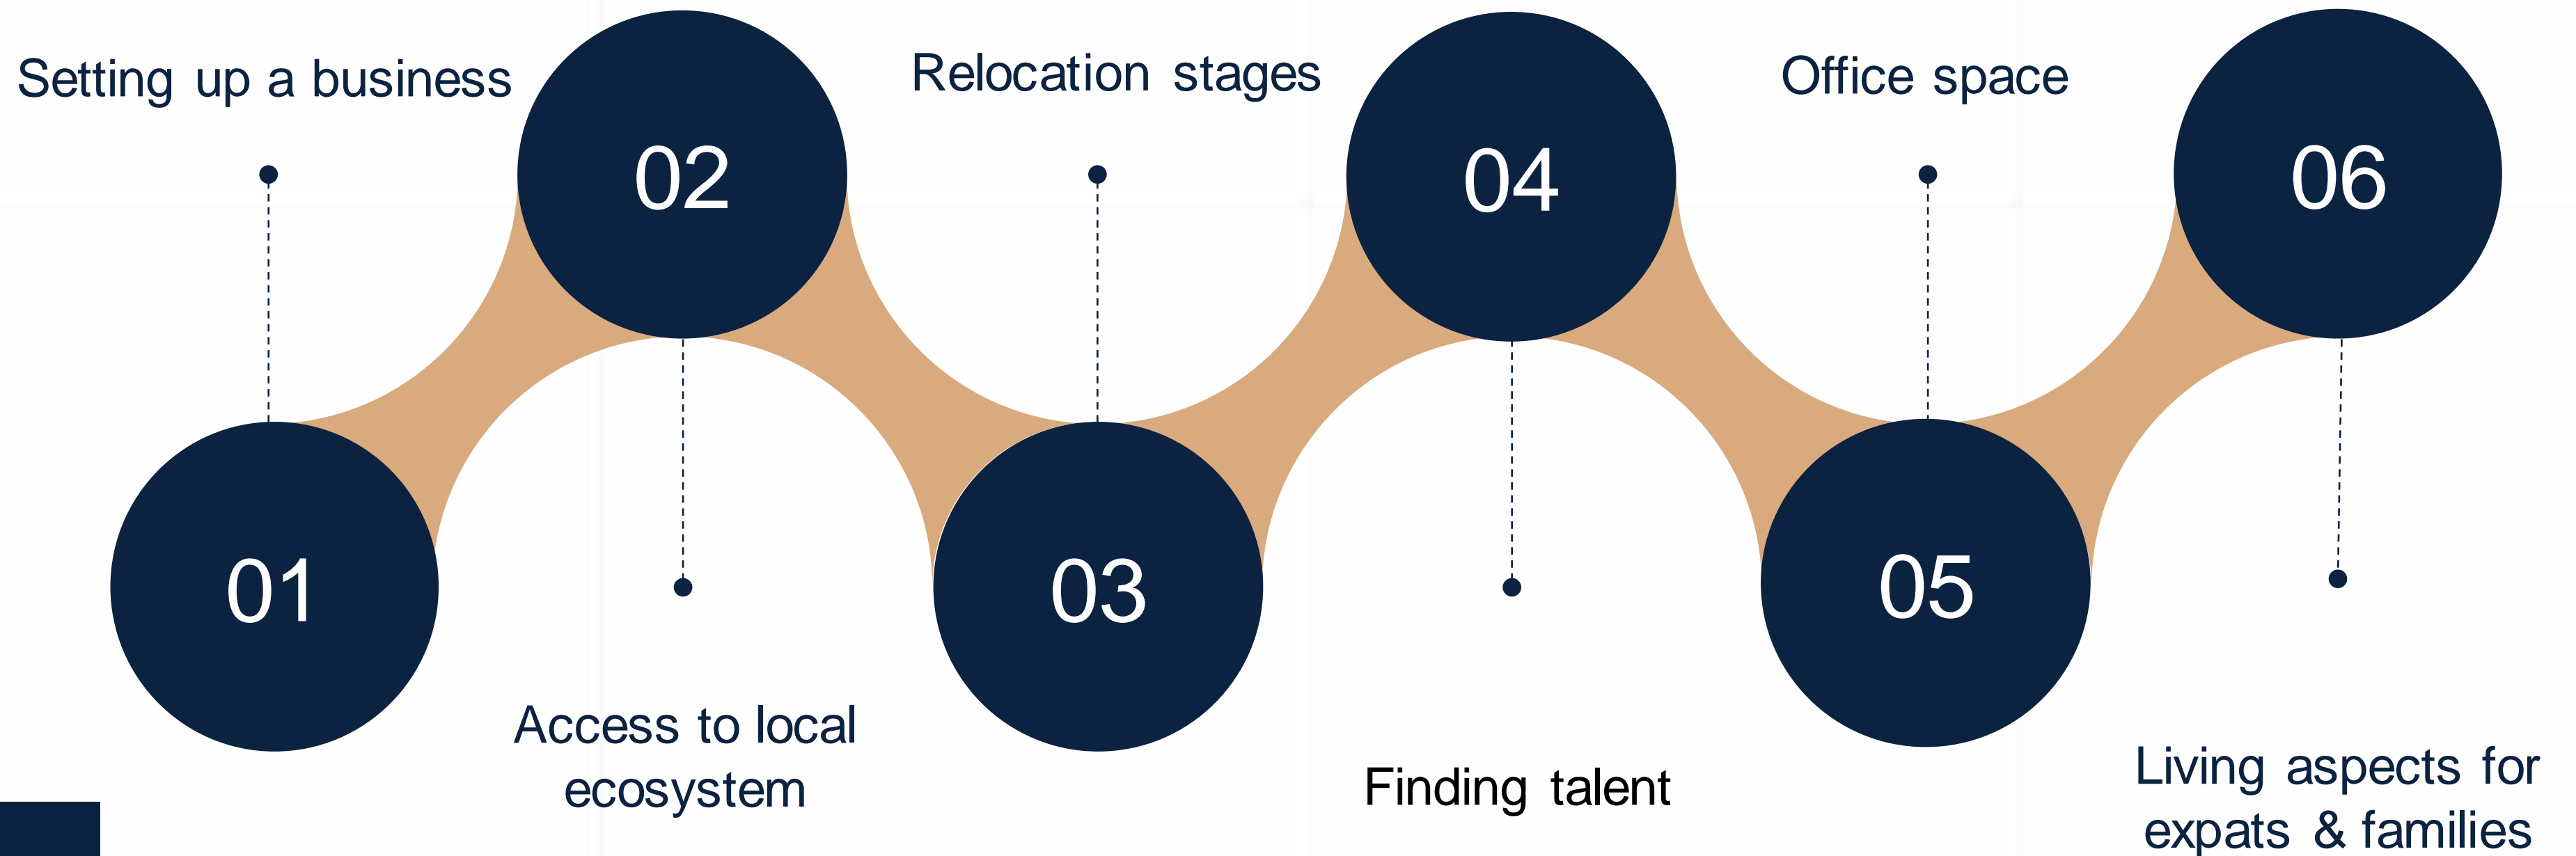 Setting up a business
02
Relocation stages
04
Office space
06
01
Access to local
ecosystem
03
Finding talent
05
Living aspects for
expats & families